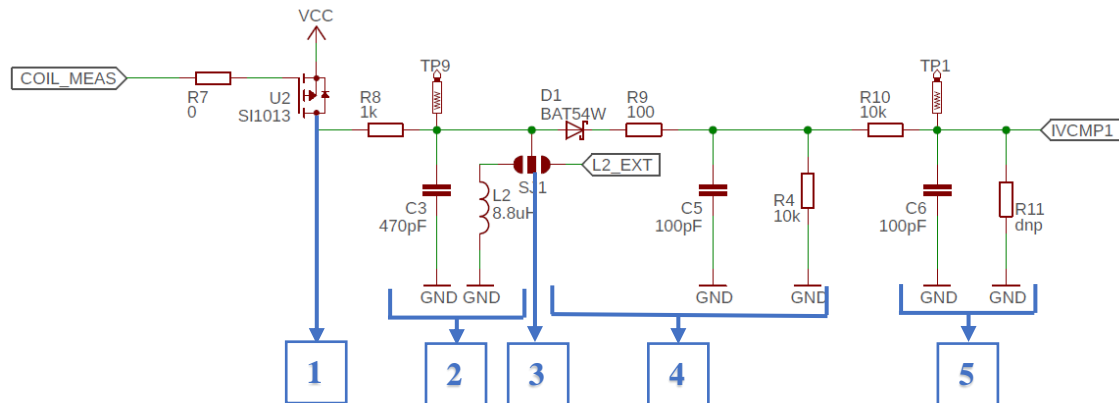 VCC
COIL_MEAS
R7
0
U2
SI1013
R8
1k
TP9
D1
BAT54W
R9
100
R10
10k
TP1
IVCMP1
L2_EXT
SJ1
C3
470pF
L2
8.8uH
C5
100pF
R4
10k
C6
100pF
R11
dnp
GND
GND
GND
GND
GND
GND
1
2
3
4
5